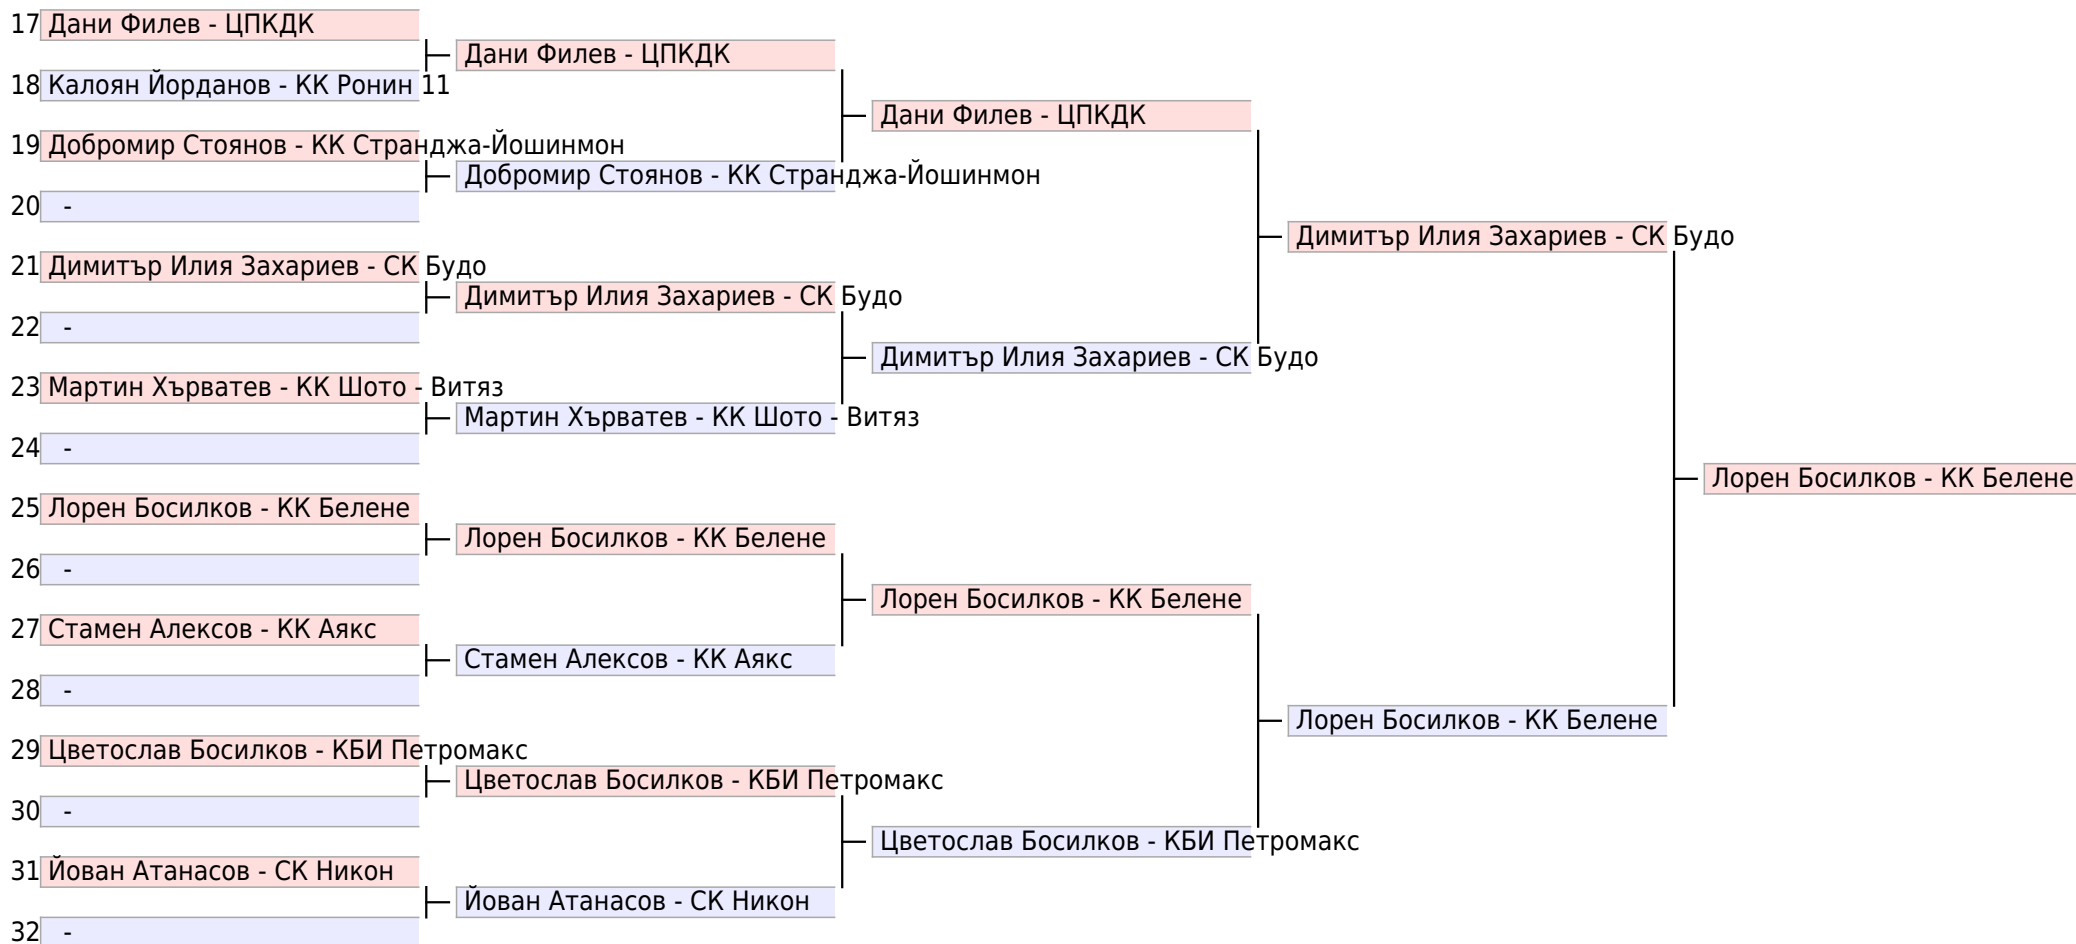 17 Дани Филев - ЦПКДК
Дани Филев - ЦПКДК
18 Калоян Йорданов - КК Ронин 11
Дани Филев - ЦПКДК
19 Добромир Стоянов - КК Странджа-Йошинмон
Добромир Стоянов - КК Странджа-Йошинмон
20 -
Димитър Илия Захариев - СК Будо
21 Димитър Илия Захариев - СК Будо
Димитър Илия Захариев - СК Будо
22 -
Димитър Илия Захариев - СК Будо
23 Мартин Хърватев - КК Шото - Витяз
Мартин Хърватев - КК Шото - Витяз
24 -
Лорен Босилков - КК Белене
25 Лорен Босилков - КК Белене
Лорен Босилков - КК Белене
26 -
Лорен Босилков - КК Белене
27 Стамен Алексов - КК Аякс
Стамен Алексов - КК Аякс
28 -
Лорен Босилков - КК Белене
29 Цветослав Босилков - КБИ Петромакс
Цветослав Босилков - КБИ Петромакс
30 -
Цветослав Босилков - КБИ Петромакс
31 Йован Атанасов - СК Никон
Йован Атанасов - СК Никон
32 -